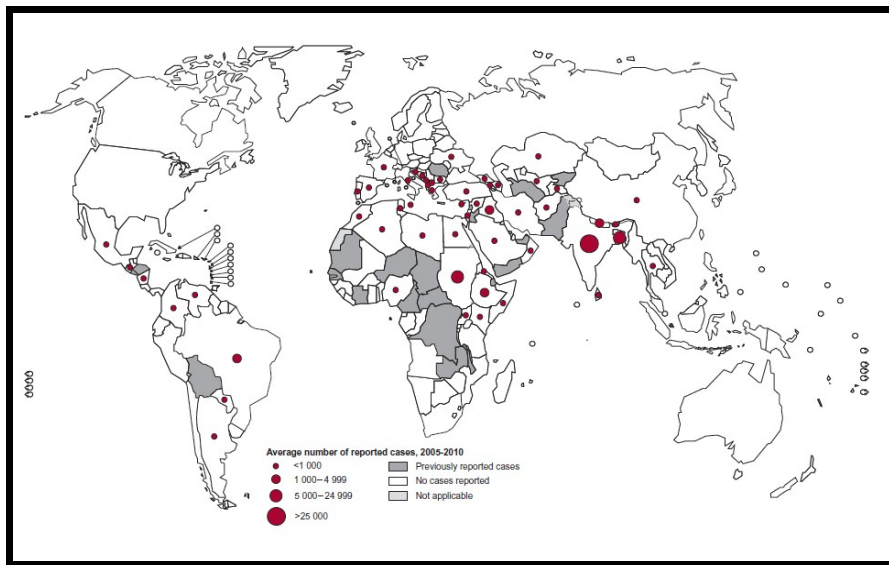 Average number of reported cases, 2005-2010
<1 000
1 000–4 999
5 000–24 999
>25 000
Previously reported cases
No cases reported
Not applicable